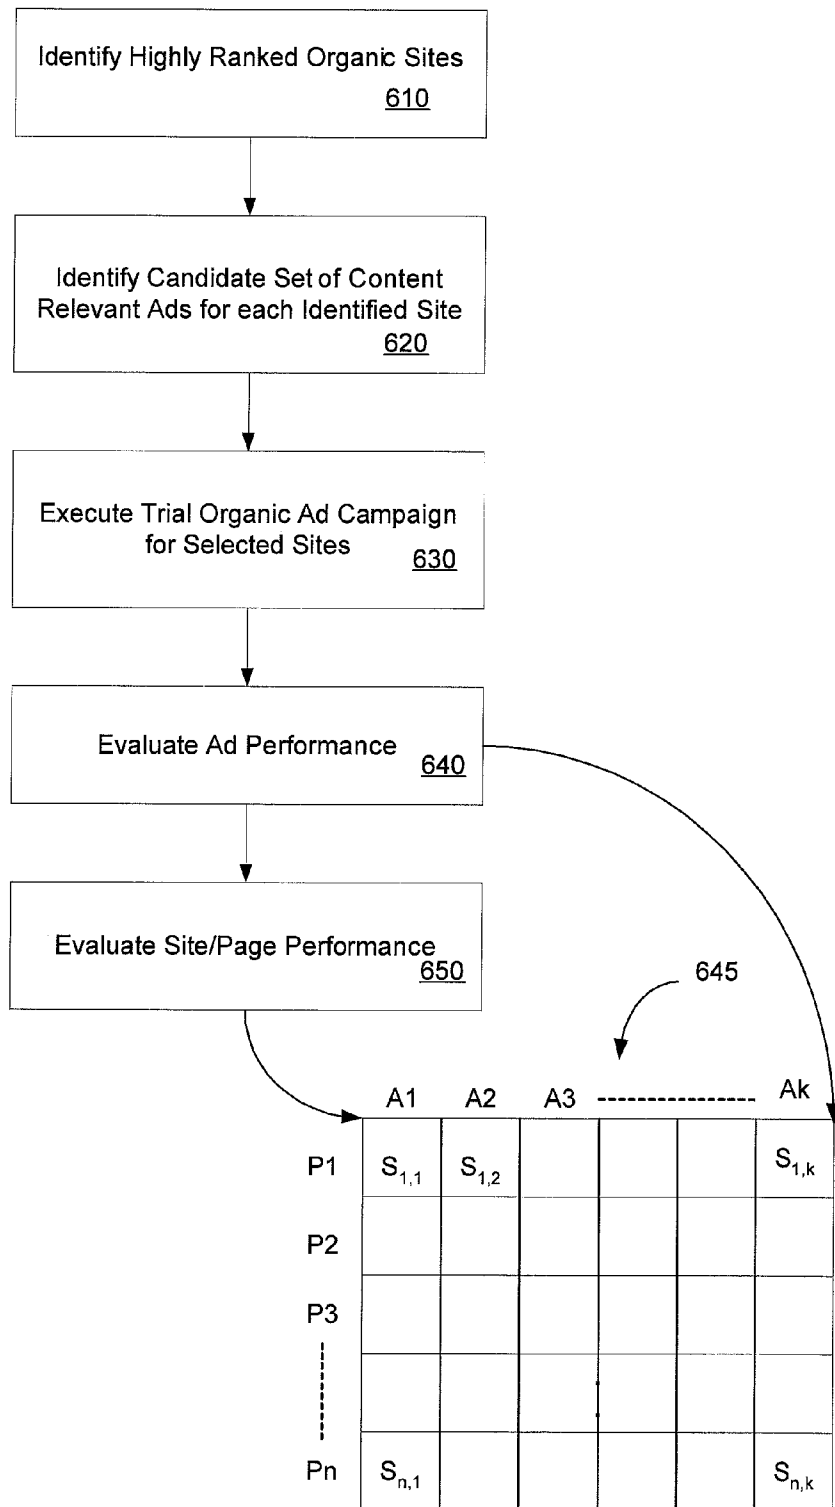 Identify Highly Ranked Organic Sites
610
Identify Candidate Set of Content
Relevant Ads for each Identified Site
620
Execute Trial Organic Ad Campaign
for Selected Sites
630
Evaluate Ad Performance
640
Evaluate Site/Page Performance
650
645
A1 A2 A3 Ak
P1 S1,1 S1,2 S1,k
P2
P3
Pn Sn,1 Sn,k